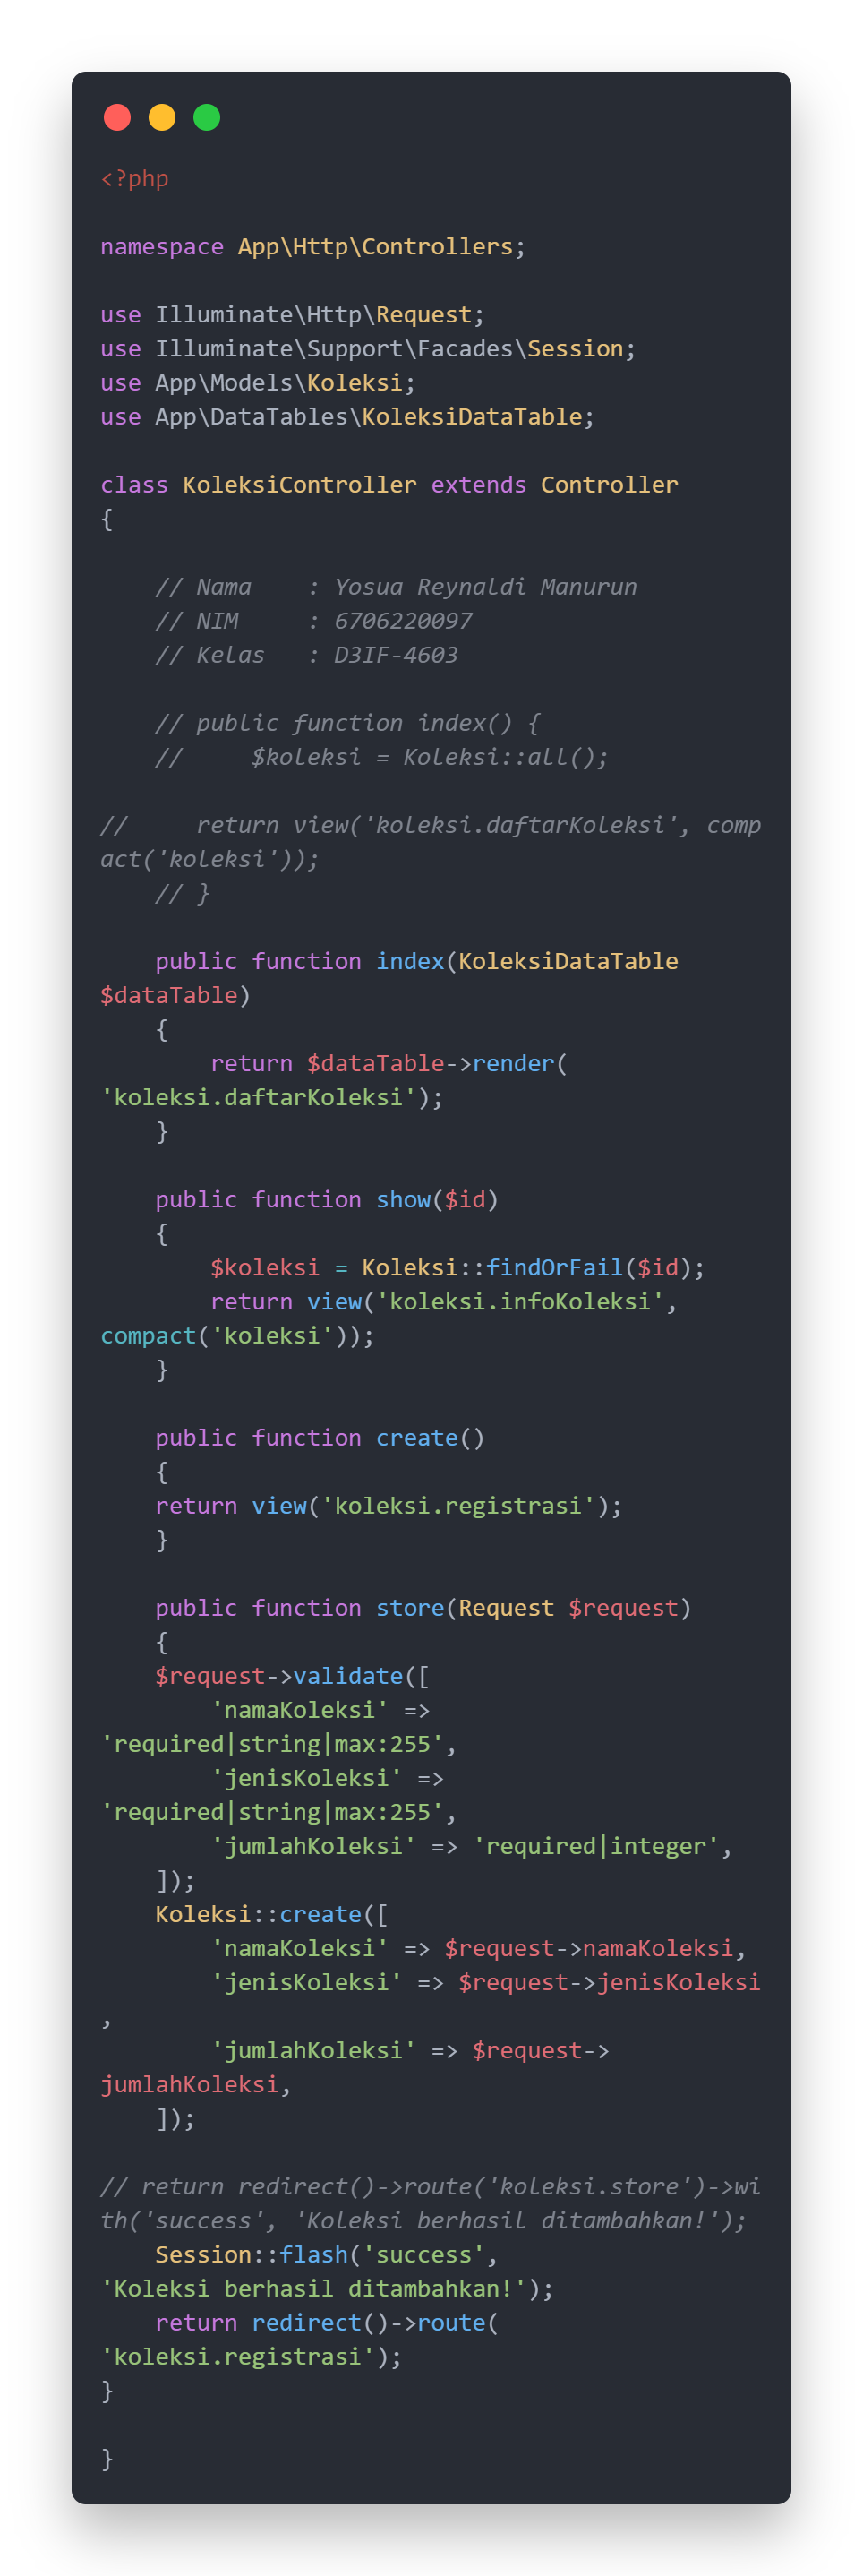 <?php

namespace App\Http\Controllers;

use Illuminate\Http\Request;
use Illuminate\Support\Facades\Session;
use App\Models\Koleksi;
use App\DataTables\KoleksiDataTable;

class KoleksiController extends Controller
{

    // Nama    : Yosua Reynaldi Manurun
    // NIM     : 6706220097
    // Kelas   : D3IF-4603

    // public function index() {
    //     $koleksi = Koleksi::all();

//     return view('koleksi.daftarKoleksi', comp
act('koleksi'));
    // }

    public function index(KoleksiDataTable
$dataTable)
    {
        return $dataTable->render(
'koleksi.daftarKoleksi');
    }

    public function show($id)
    {
        $koleksi = Koleksi::findOrFail($id);
        return view('koleksi.infoKoleksi',
compact('koleksi'));
    }

    public function create()
    {
    return view('koleksi.registrasi');
    }

    public function store(Request $request)
    {
    $request->validate([
        'namaKoleksi' =>
'required|string|max:255',
        'jenisKoleksi' =>
'required|string|max:255',
        'jumlahKoleksi' => 'required|integer',
    ]);
    Koleksi::create([
        'namaKoleksi' => $request->namaKoleksi,
        'jenisKoleksi' => $request->jenisKoleksi
,
        'jumlahKoleksi' => $request->
jumlahKoleksi,
    ]);

// return redirect()->route('koleksi.store')->wi
th('success', 'Koleksi berhasil ditambahkan!');
    Session::flash('success',
'Koleksi berhasil ditambahkan!');
    return redirect()->route(
'koleksi.registrasi');
}

}